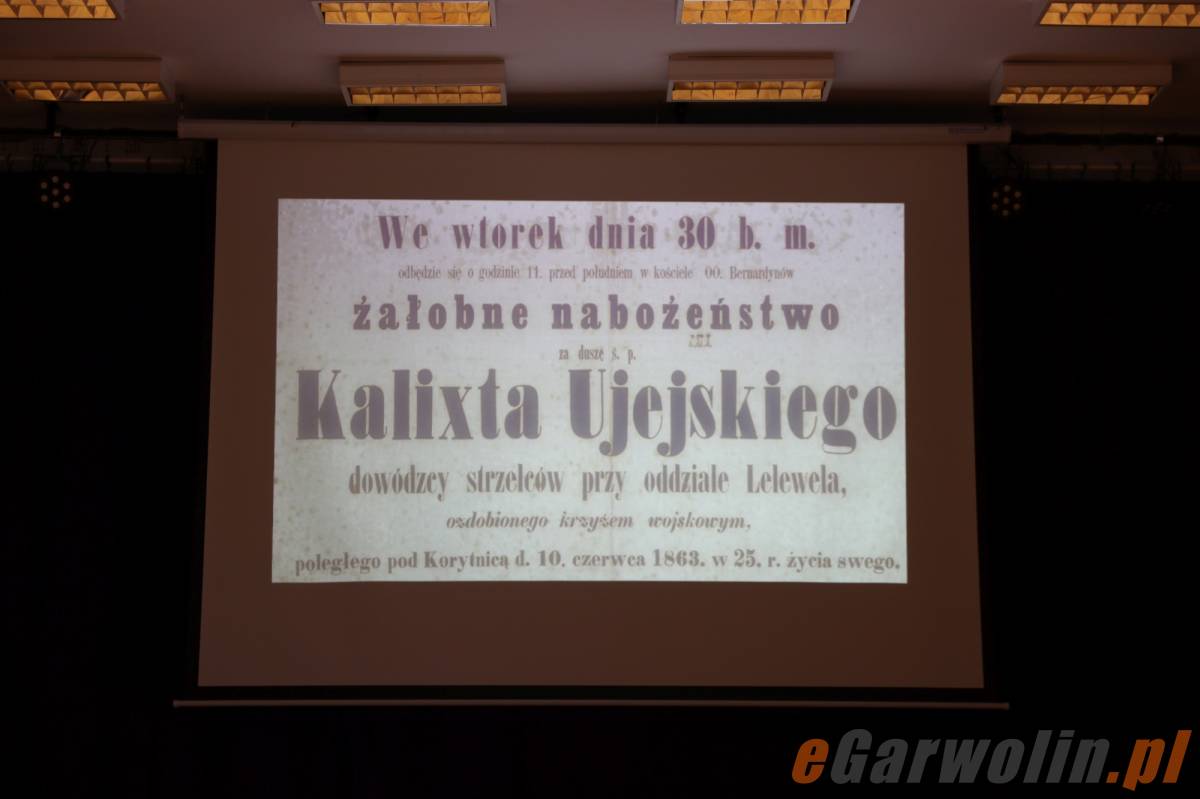 We wtorek dnia 30 b. m.
odbędzie się o godzinie 11. przed południem w kościele OO. Bernardynów
żałobne nabożeństwo
za duszę ś. p.
Kalixta Ujejskiego
dowódzcy strzelców przy oddziale Lelewela,
ozdobionego krzyżem wojskowym,
poległego pod Korytnicą d. 10. czerwca 1863. w 25. r. życia swego.
eGarwolin.pl